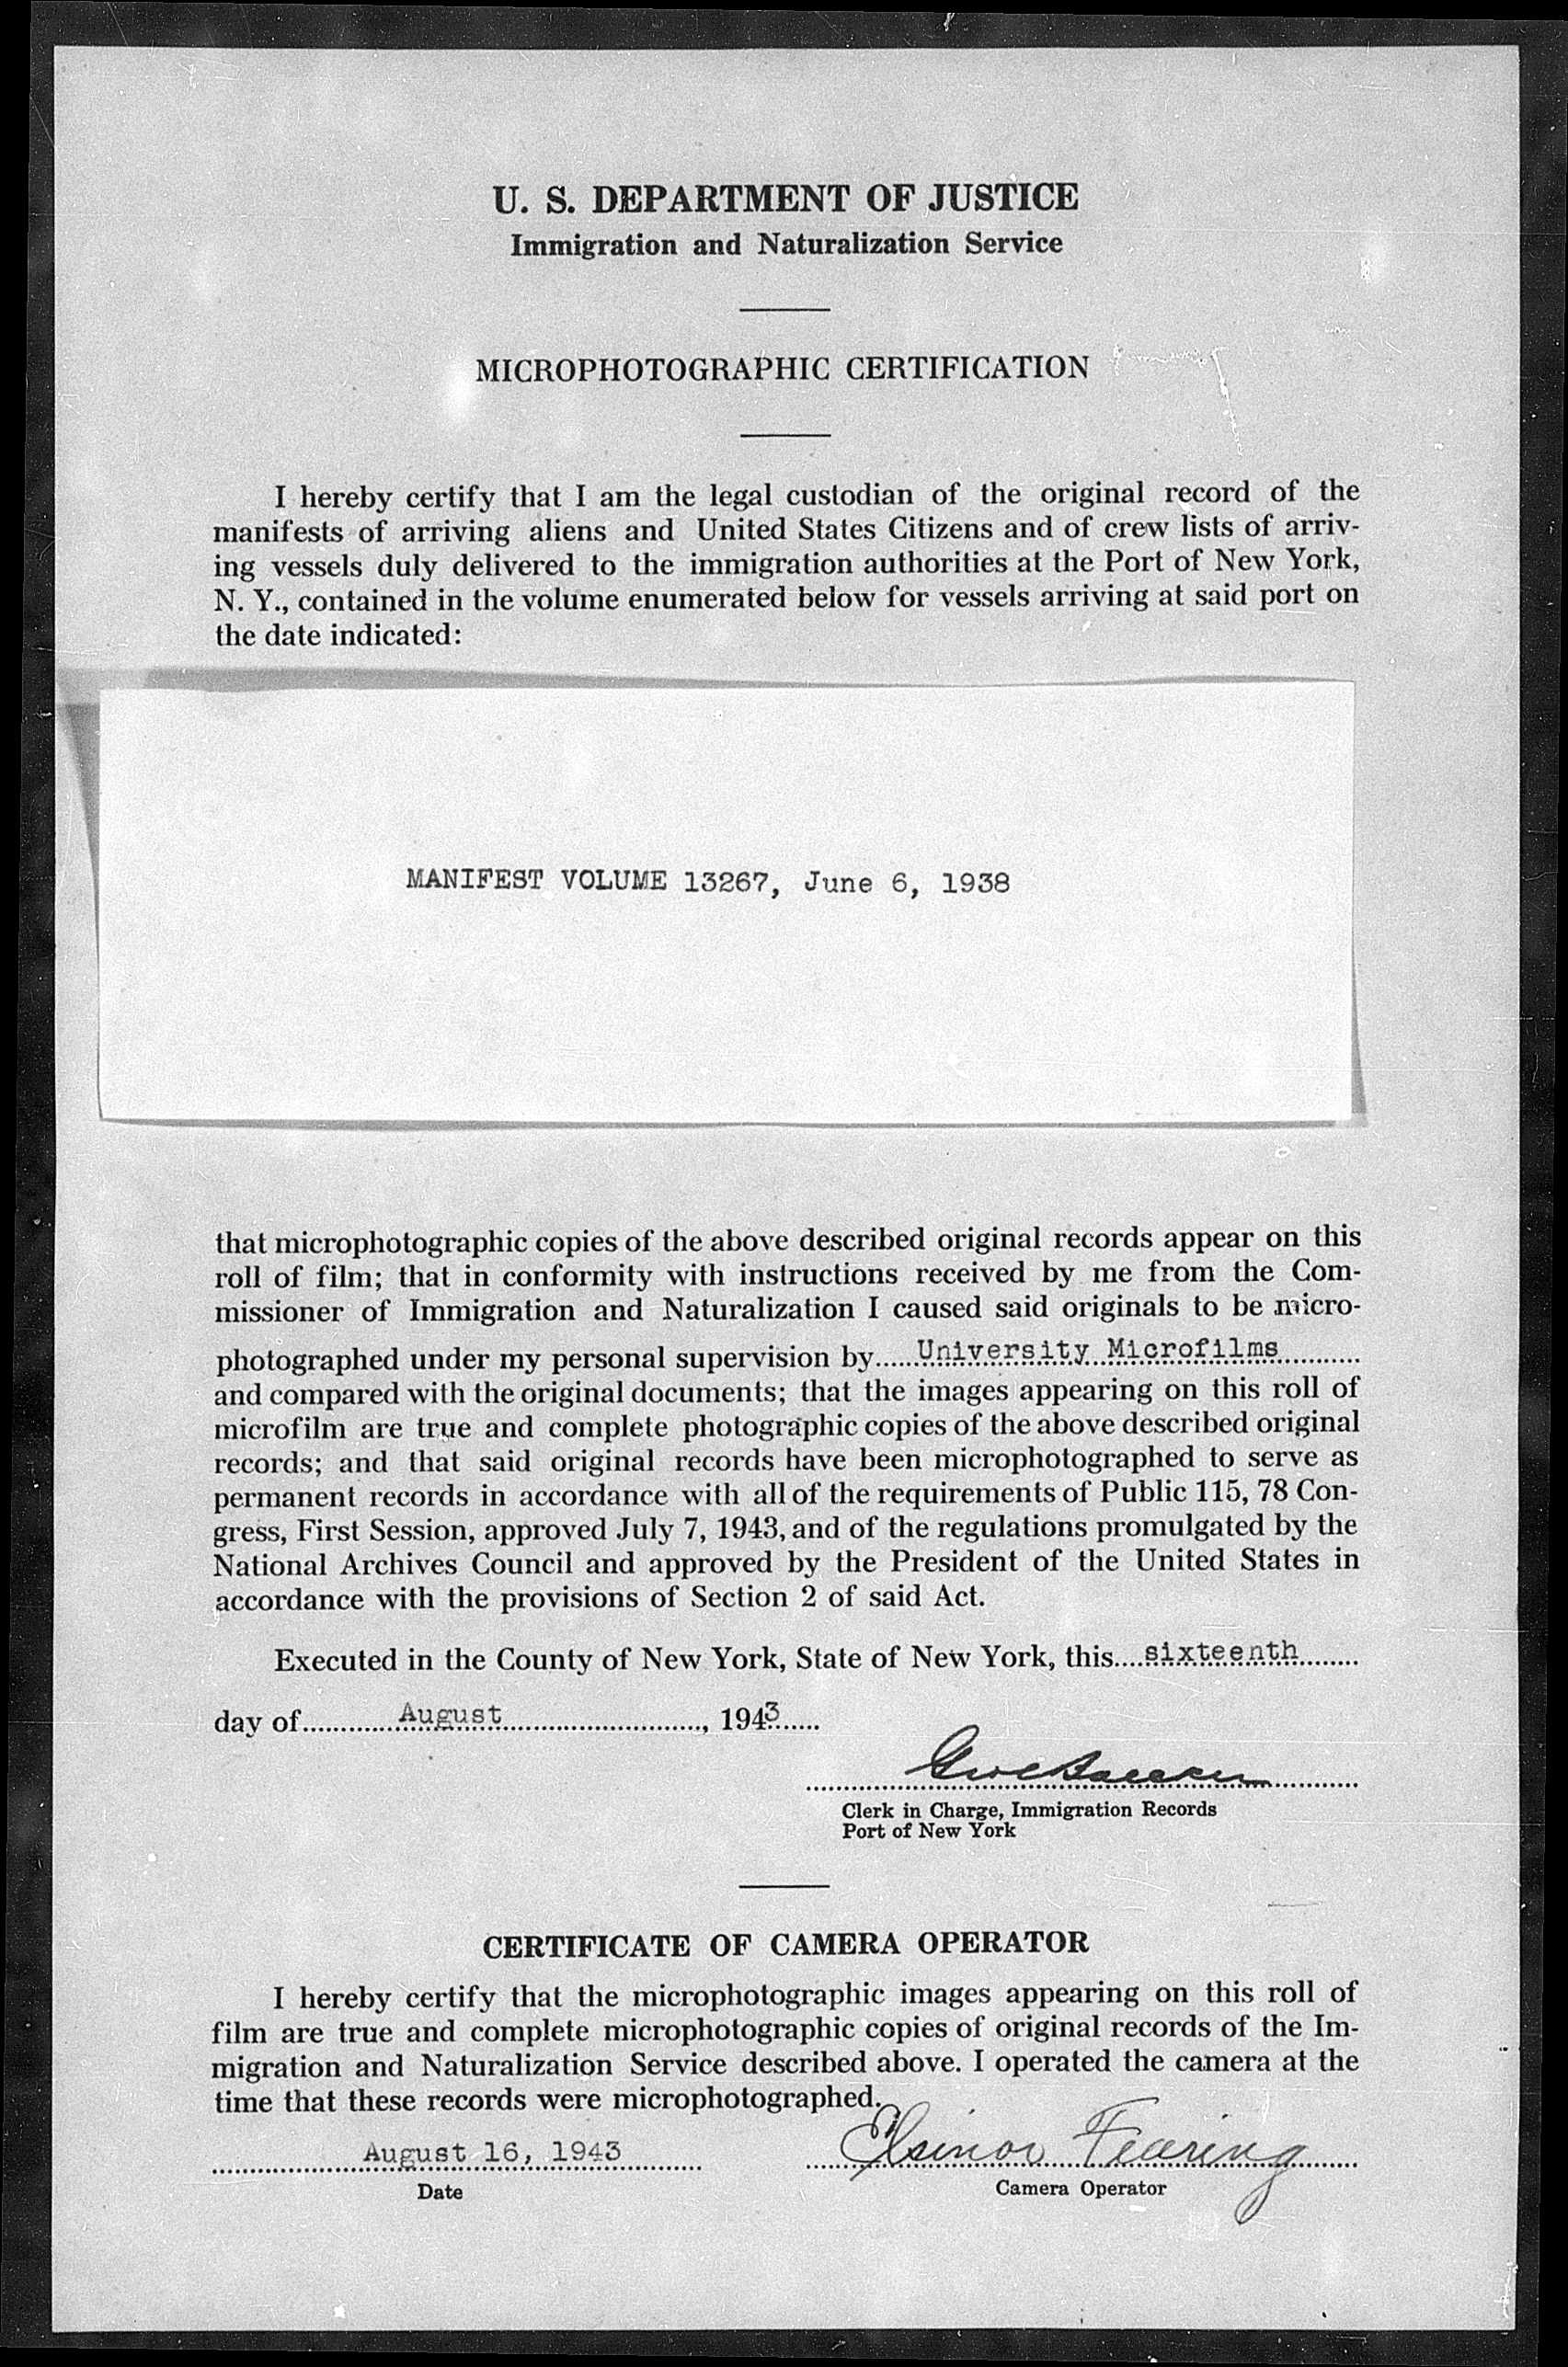 U. S. DEPARTMENT OF JUSTICE
Immigration and Naturalization Service
MICROPHOTOGRAPHIC CERTIFICATION
I hereby certify that I am the legal custodian of the original record of the
manifests of arriving aliens and United States Citizens and of crew lists of arriv-
ing vessels duly delivered to the immigration authorities at the Port of New York,
N. Y., contained in the volume enumerated below for vessels arriving at said port on
the date indicated:
MANIFEST VOLUME 13267, June 6, 1938
that microphotographic copies of the above described original records appear on this
roll of film; that in conformity with instructions received by me from the Com-
missioner of Immigration and Naturalization I caused said originals to be micro-
photographed under my personal supervision by University Microfilms
and compared with the original documents; that the images appearing on this roll of
microfilm are true and complete photographic copies of the above described original
records; and that said original records have been microphotographed to serve as
permanent records in accordance with all of the requirements of Public 115, 78 Con-
gress, First Session, approved July 7, 1943, and of the regulations promulgated by the
National Archives Council and approved by the President of the United States in
accordance with the provisions of Section 2 of said Act.
Executed in the County of New York, State of New York, this sixteenth
day of August, 1943
Clerk in Charge, Immigration Records
Port of New York
CERTIFICATE OF CAMERA OPERATOR
I hereby certify that the microphotographic images appearing on this roll of
film are true and complete microphotographic copies of original records of the Im-
migration and Naturalization Service described above. I operated the camera at the
time that these records were microphotographed.
August 16, 1943 Elsinor Fearing
Date Camera Operator